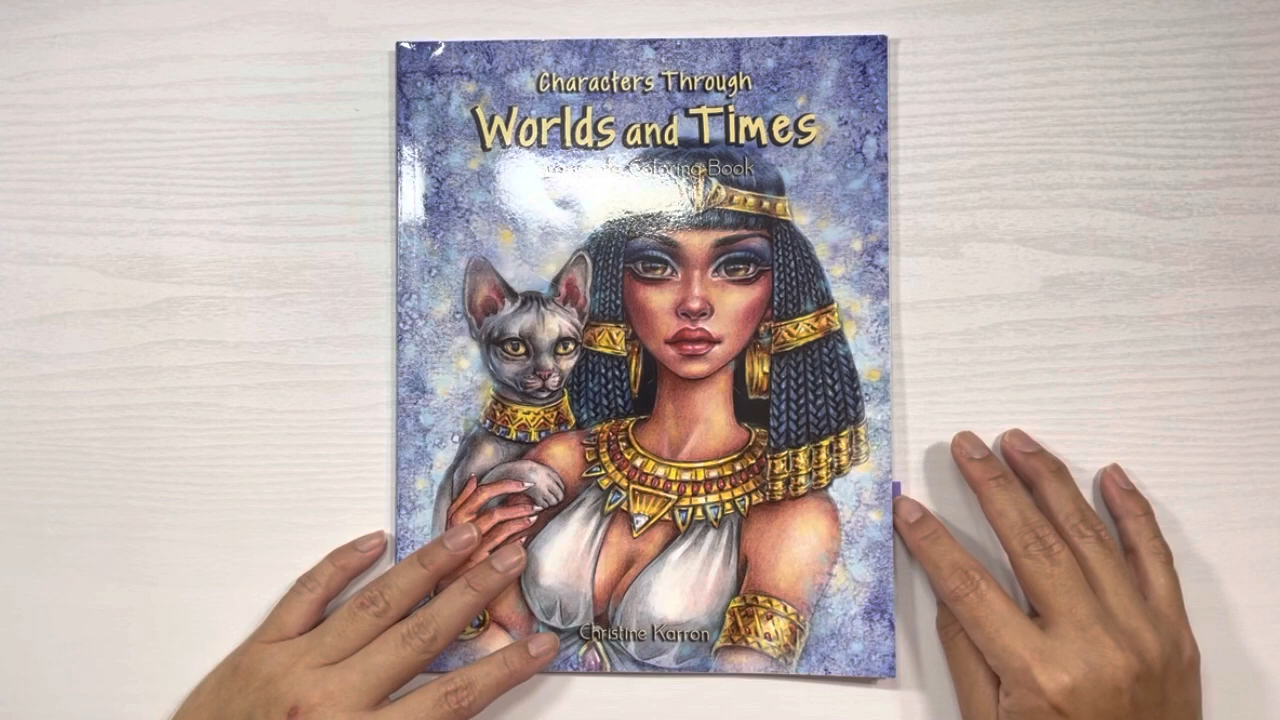 Characters Through
Worlds and Times
Coloring Book
Christine Karron